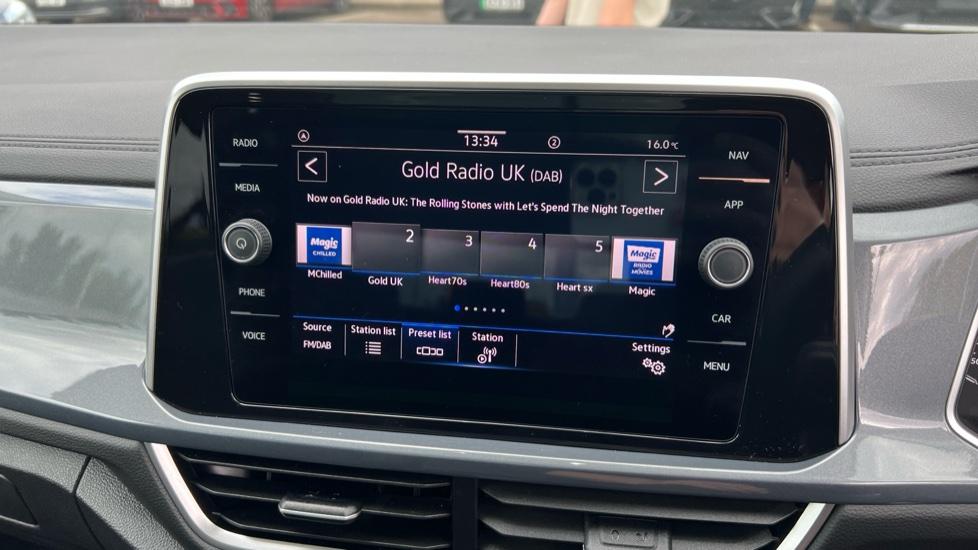 RADIO
MEDIA
PHONE
VOICE
NAV
APP
CAR
MENU
A
13:34
2
16.0°C
<
Gold Radio UK (DAB)
>
Now on Gold Radio UK: The Rolling Stones with Let's Spend The Night Together
Magic
CHILLED
2
3
4
5
Magic
RADIO
MOVIES
MChilled
Gold UK
Heart70s
Heart80s
Heart sx
Magic
Source
FM/DAB
Station list
Preset list
Station
Settings